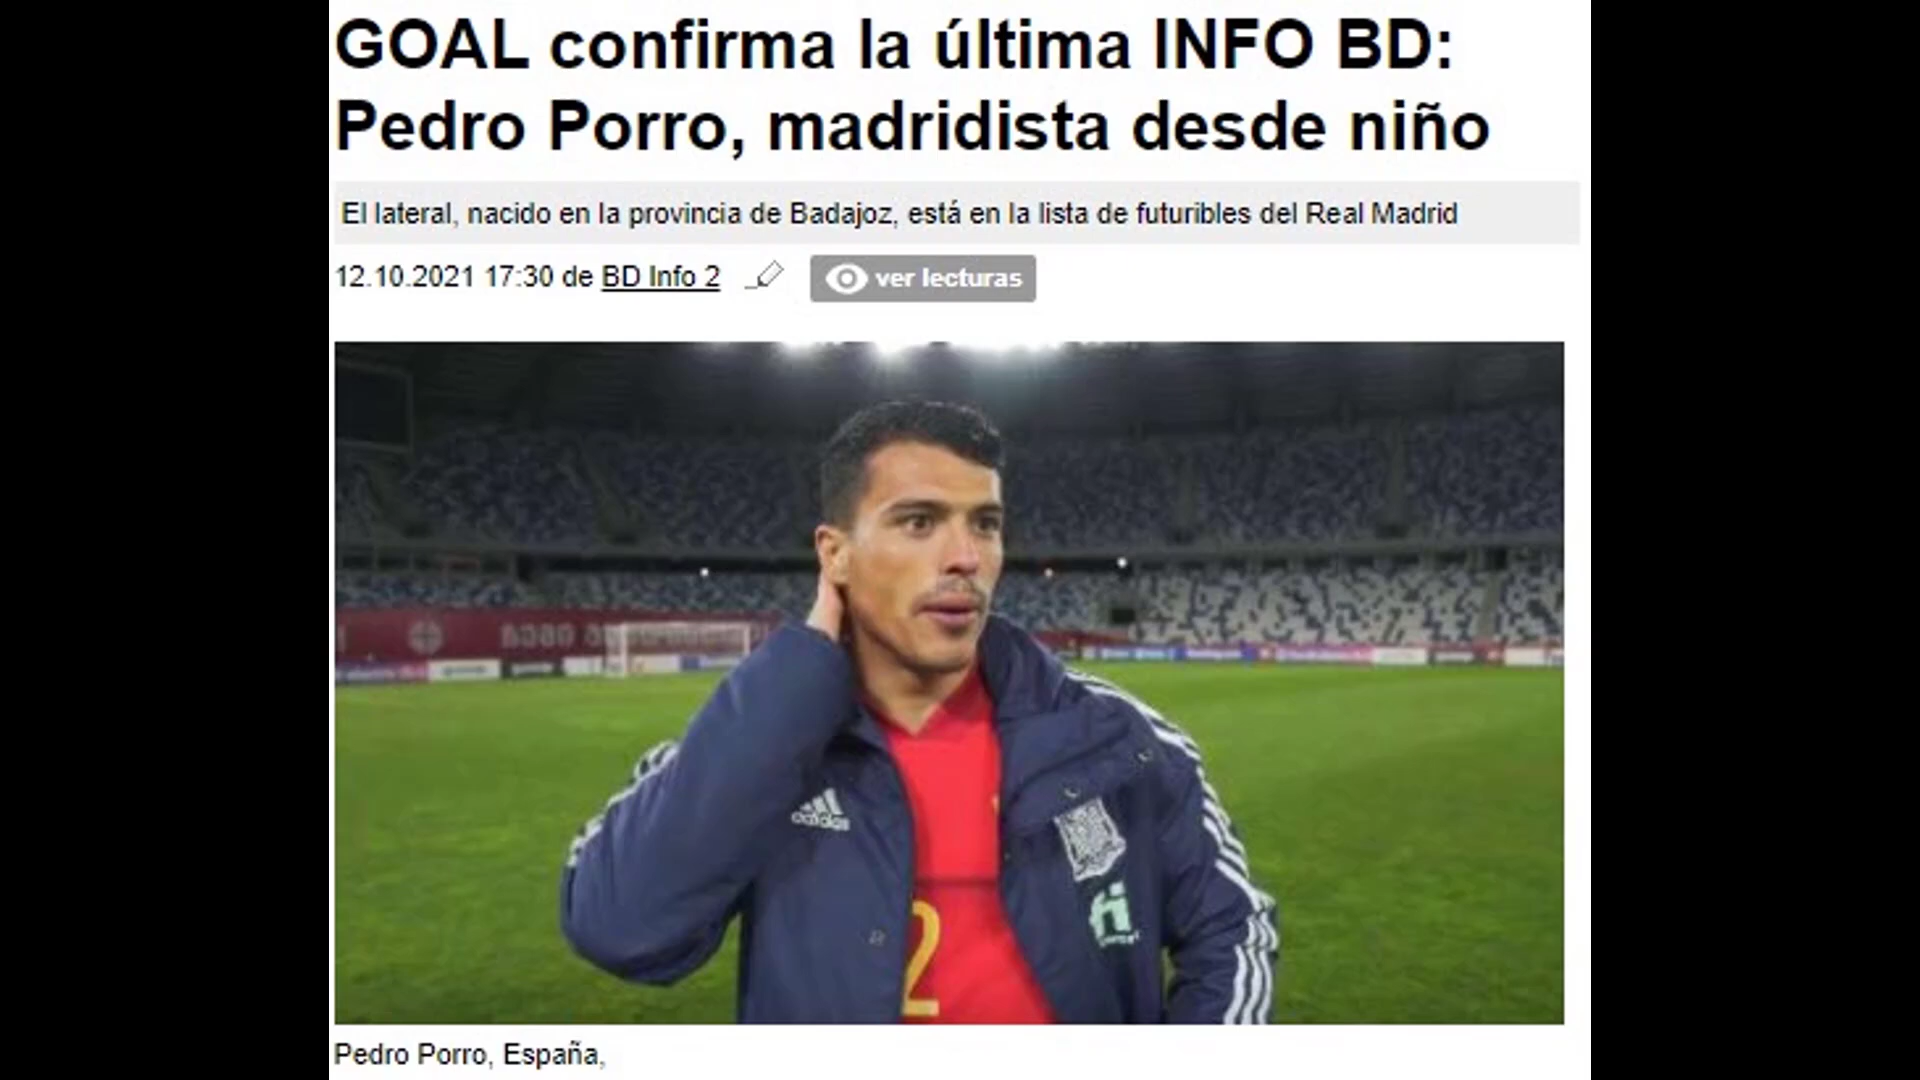 GOAL confirma la última INFO BD:
Pedro Porro, madridista desde niño
El lateral, nacido en la provincia de Badajoz, está en la lista de futuribles del Real Madrid
12.10.2021 17:30 de BD Info 2 ver lecturas
adidas
2
Pedro Porro, España,